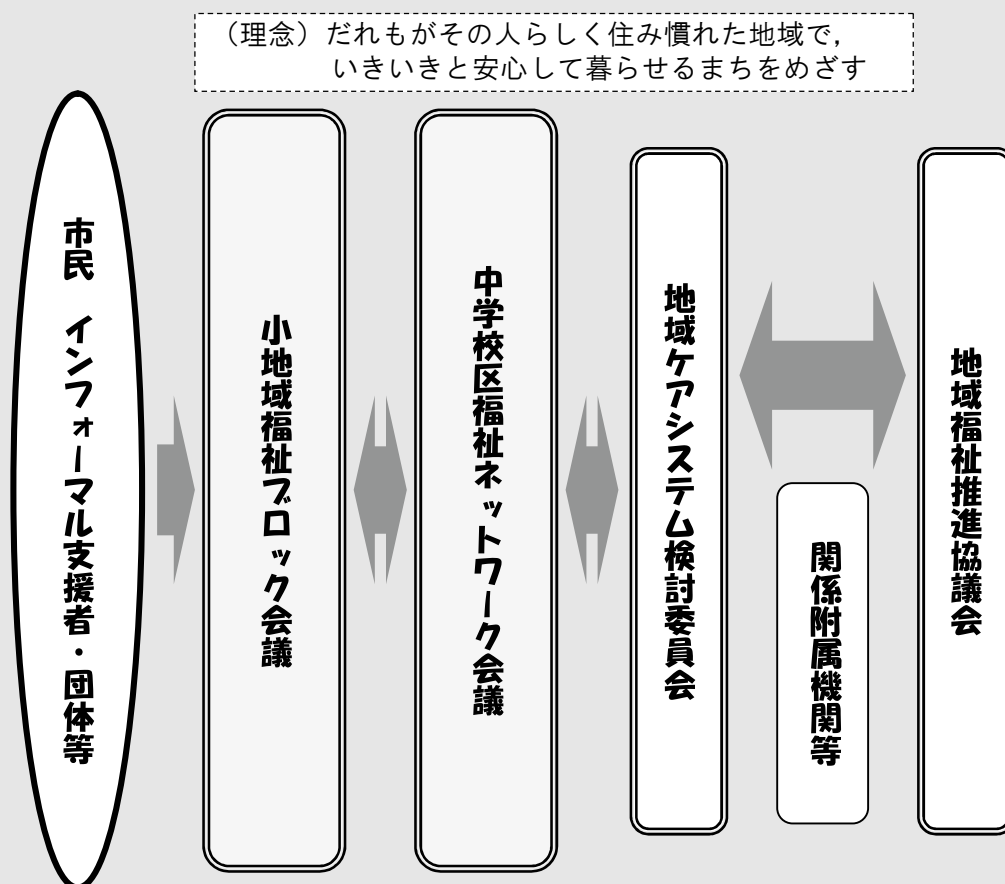 （理念）だれもがその人らしく住み慣れた地域で，
いきいきと安心して暮らせるまちをめざす
市民　インフォーマル支援者・団体等
小地域福祉ブロック会議
中学校区福祉ネットワーク会議
地域ケアシステム検討委員会
関係附属機関等
地域福祉推進協議会